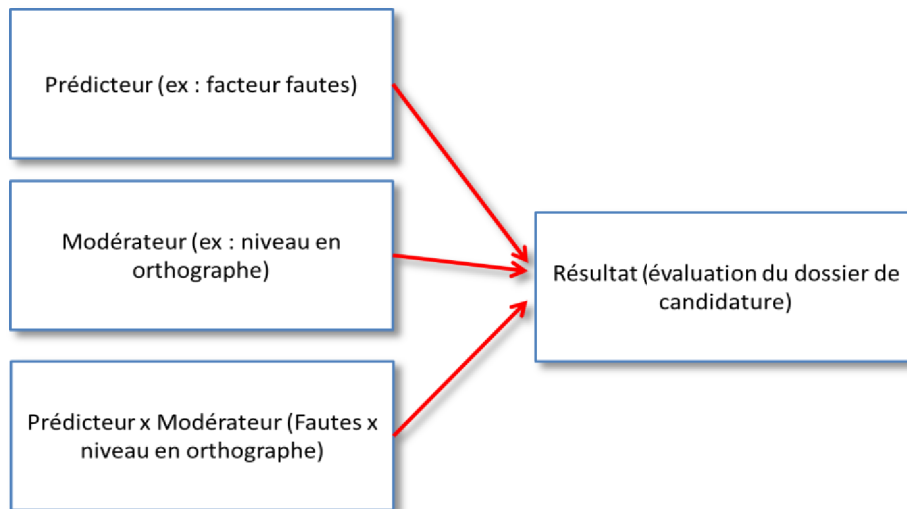 Prédicteur (ex : facteur fautes)
Modérateur (ex : niveau en
orthographe)
Résultat (évaluation du dossier de
candidature)
Prédicteur x Modérateur (Fautes x
niveau en orthographe)